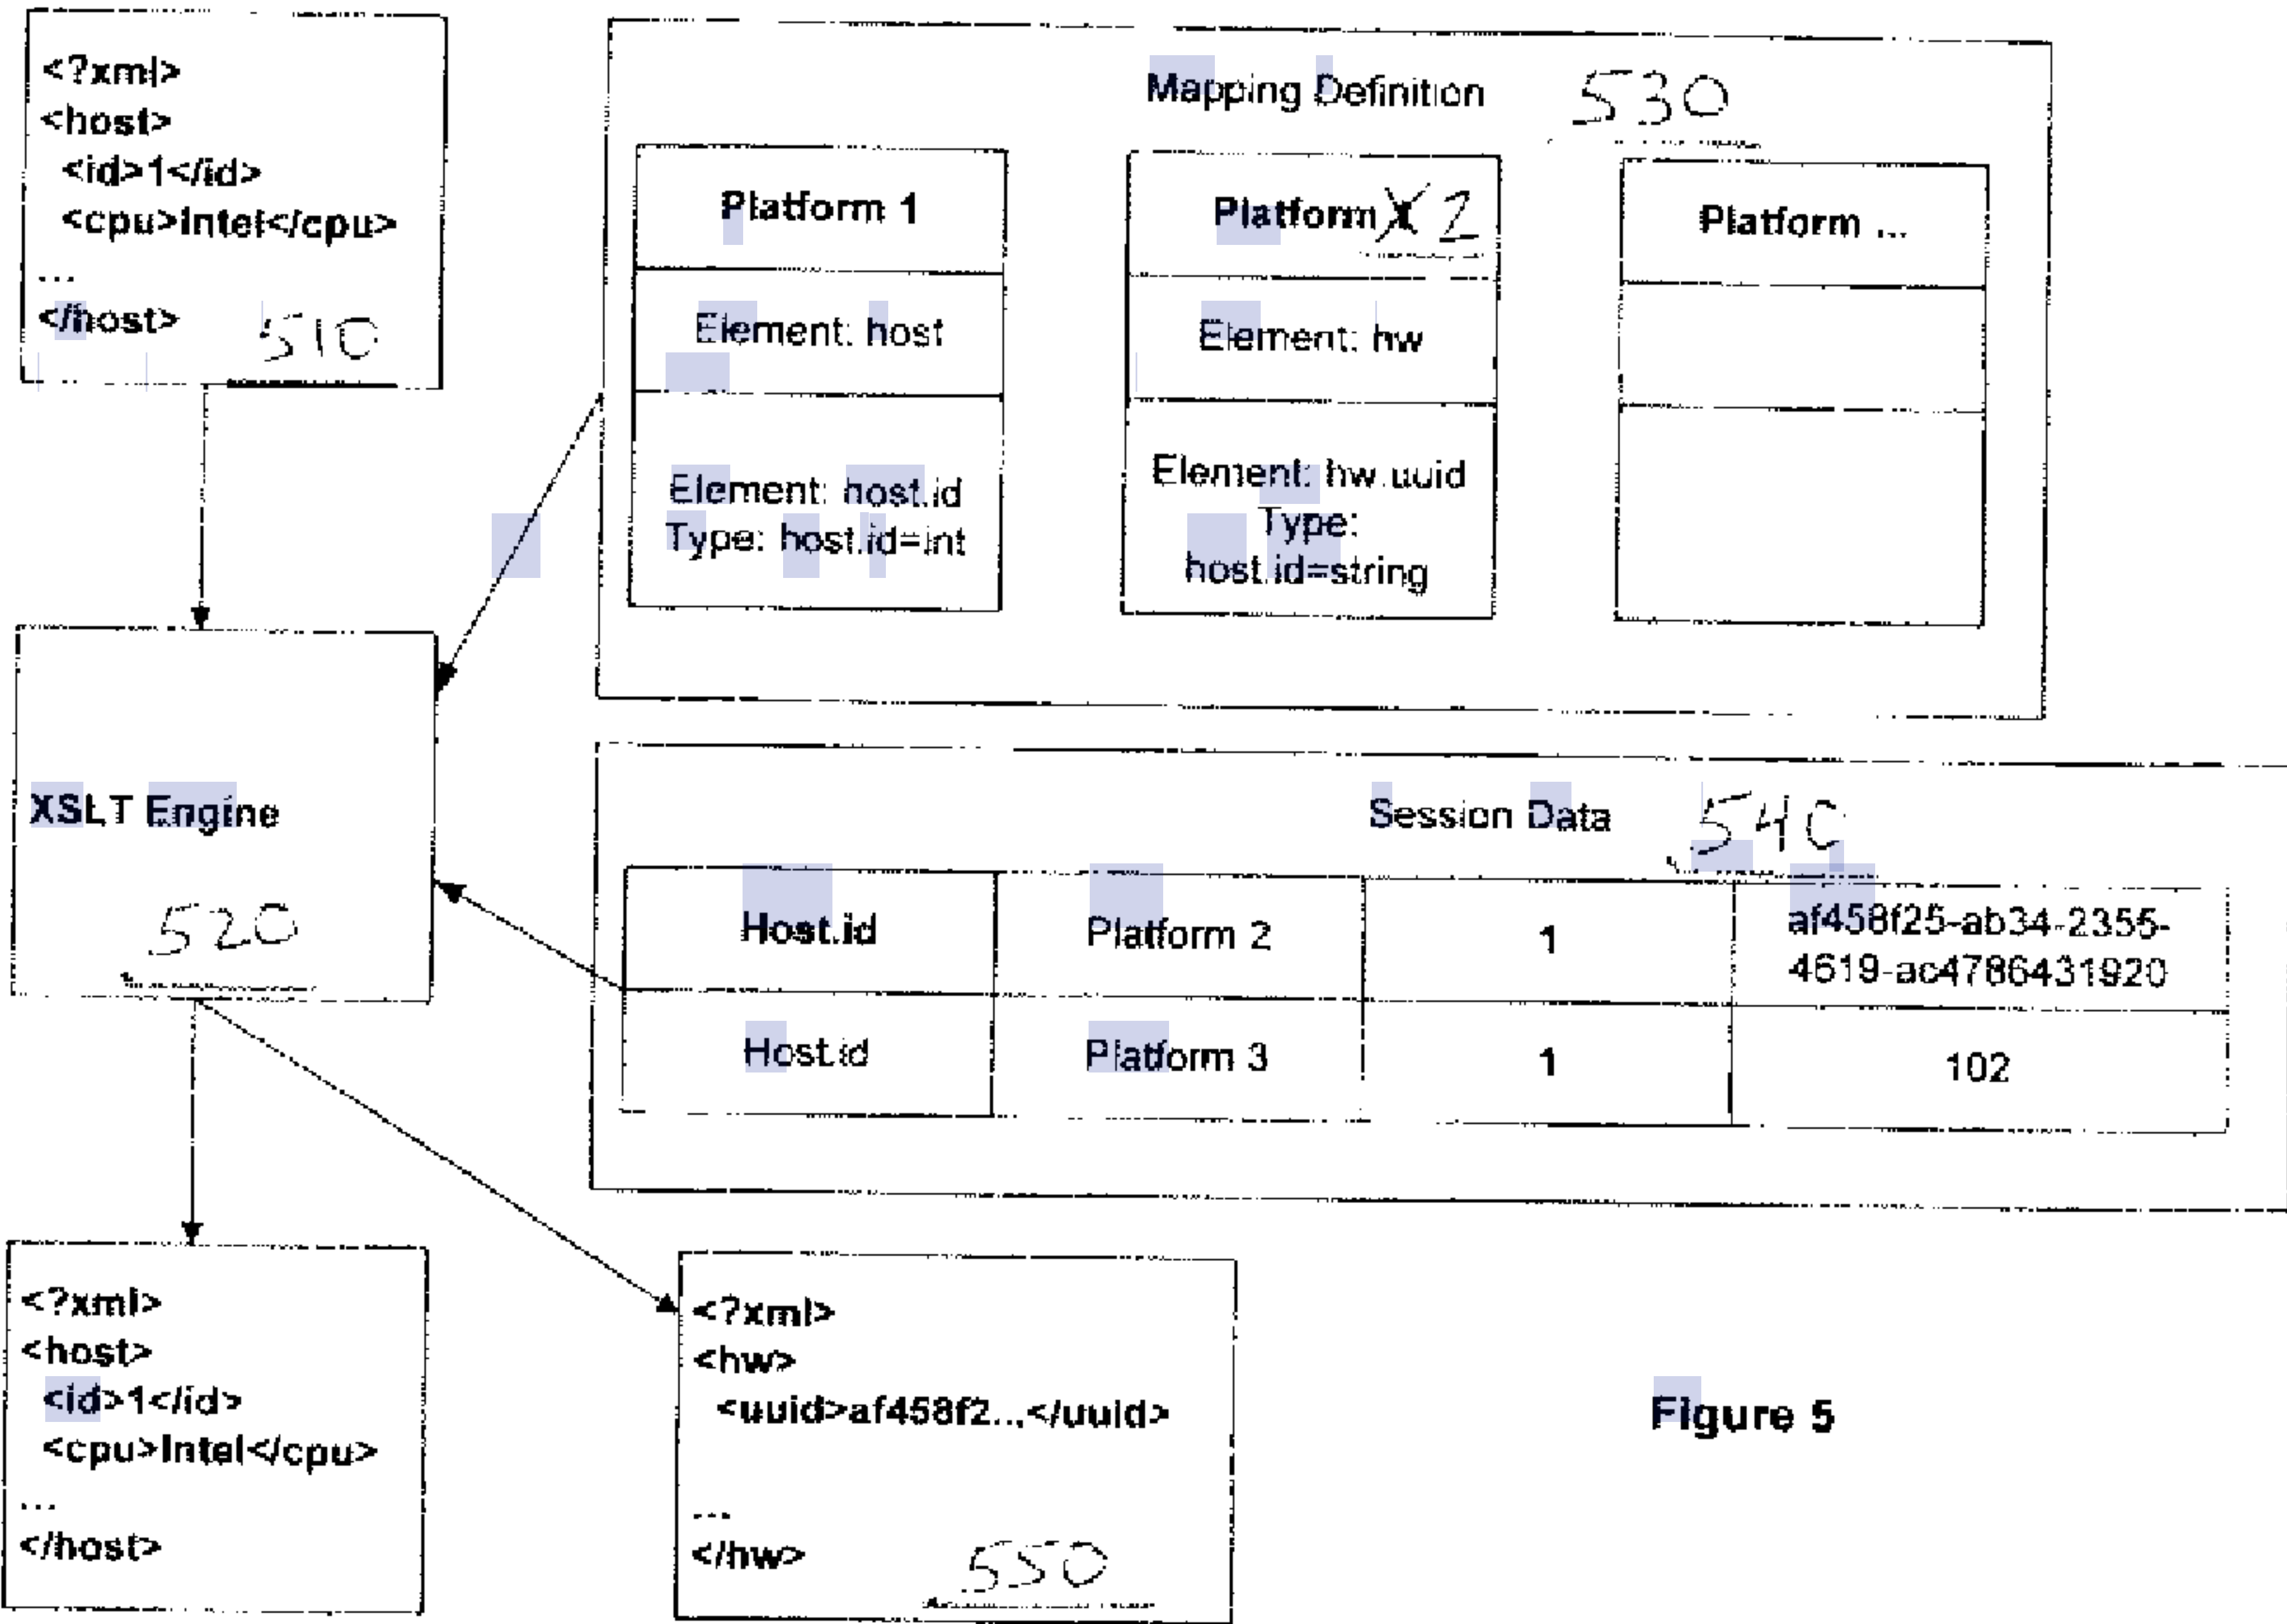 <?xml>
<host>
<id>1</id>
<cpu>Intel</cpu>
...
</host>
510
Mapping Definition 530
Platform 1
Element: host
Element: host.id
Type: host.id=int
Platform X 2
Element: hw
Element: hw.uuid
Type:
host.id=string
Platform ...
XSLT Engine
520
Session Data 540
Host.id Platform 2 1 af458f25-ab34-2355-
4619-ac4786431920
Host.id Platform 3 1 102
<?xml>
<host>
<id>1</id>
<cpu>Intel</cpu>
...
</host>
<?xml>
<hw>
<uuid>af458f2...</uuid>
...
</hw>
550
Figure 5